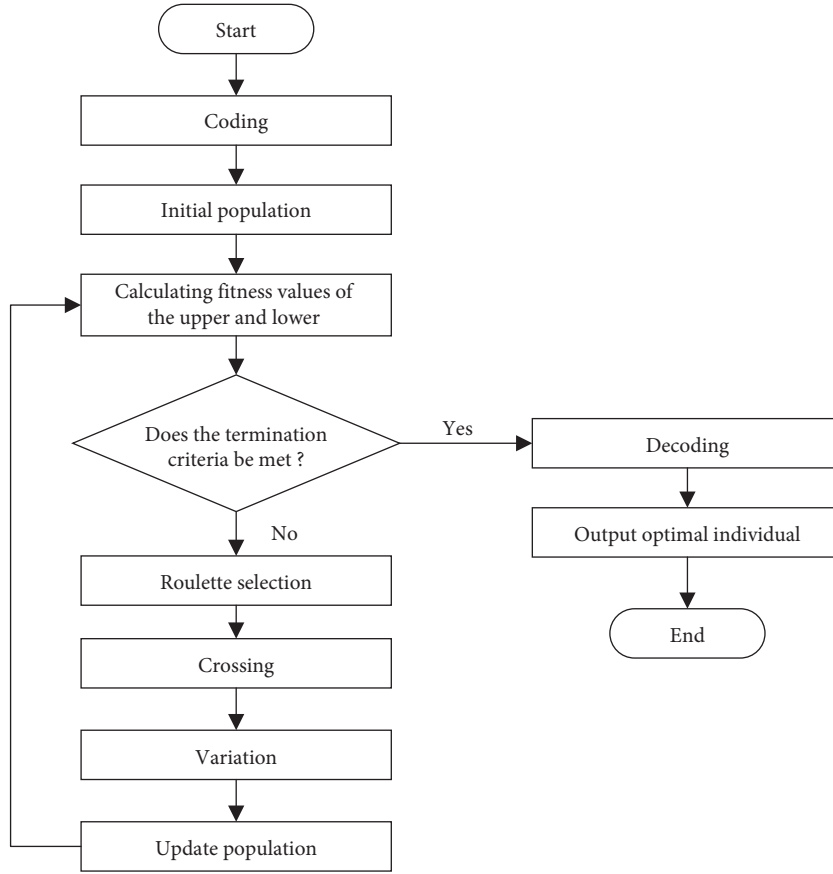 Start
Coding
Initial population
Calculating fitness values of
the upper and lower
Does the termination
criteria be met ?
Yes
No
Decoding
Output optimal individual
End
Roulette selection
Crossing
Variation
Update population